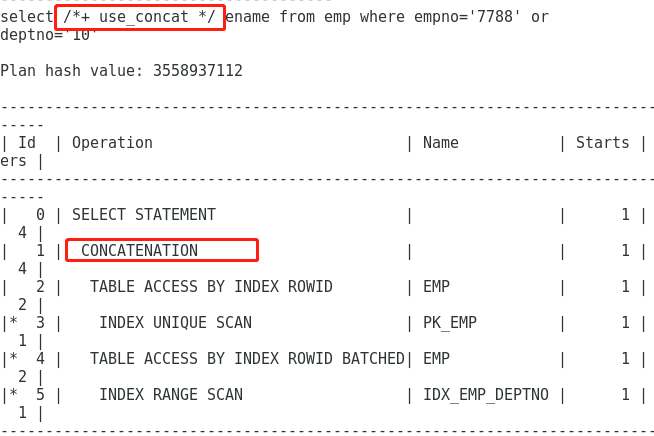 -------------------------------------
select /*+ use_concat */ ename from emp where empno='7788' or
deptno='10'
Plan hash value: 3558937112
-------------------------------------------------------------------------
-----
| Id  | Operation                            | Name           | Starts |
ers |
-------------------------------------------------------------------------
-----
|   0 | SELECT STATEMENT                     |                |      1 |
  4 |
|   1 |  CONCATENATION                       |                |      1 |
  4 |
|   2 |   TABLE ACCESS BY INDEX ROWID        | EMP            |      1 |
  2 |
|*  3 |    INDEX UNIQUE SCAN                 | PK_EMP         |      1 |
  1 |
|*  4 |   TABLE ACCESS BY INDEX ROWID BATCHED| EMP            |      1 |
  2 |
|*  5 |    INDEX RANGE SCAN                  | IDX_EMP_DEPTNO |      1 |
  1 |
-------------------------------------------------------------------------